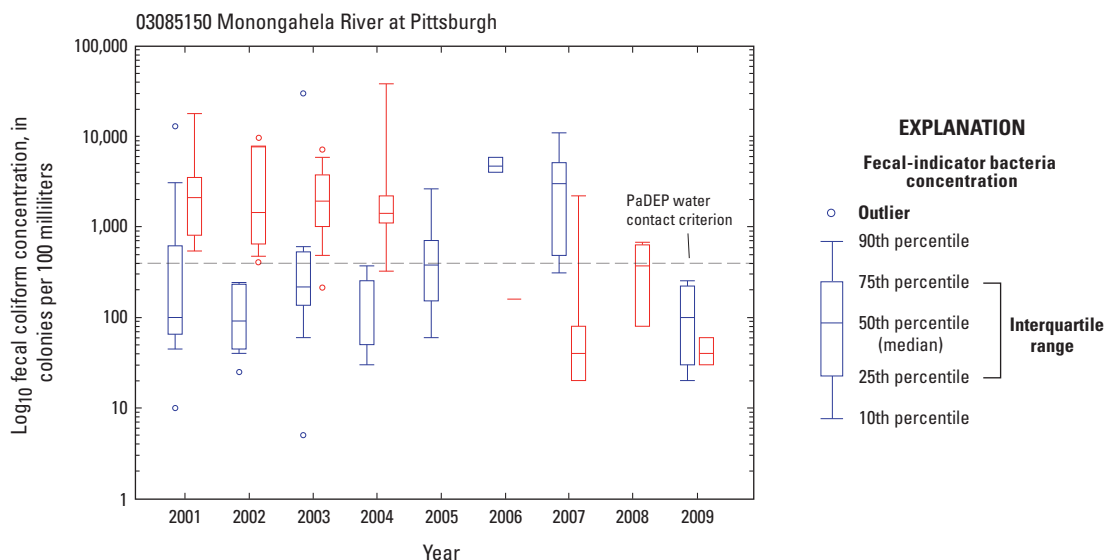 03085150 Monongahela River at Pittsburgh
Log10 fecal coliform concentration, in
colonies per 100 milliliters
100,000
10,000
1,000
100
10
1
2001 2002 2003 2004 2005 2006 2007 2008 2009
Year
PaDEP water
contact criterion
EXPLANATION
Fecal-indicator bacteria
concentration
Outlier
90th percentile
75th percentile
50th percentile
(median)
Interquartile
range
25th percentile
10th percentile